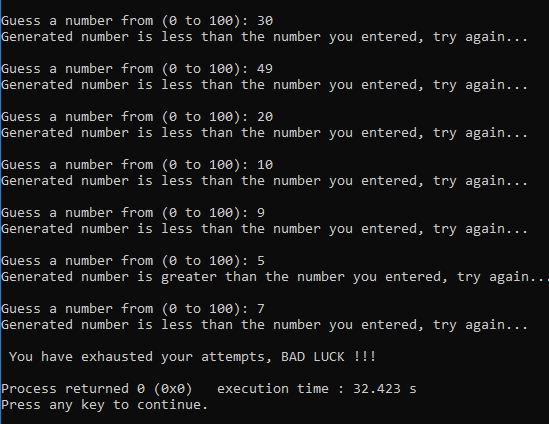 Guess a number from (0 to 100): 30
Generated number is less than the number you entered, try again...
Guess a number from (0 to 100): 49
Generated number is less than the number you entered, try again...
Guess a number from (0 to 100): 20
Generated number is less than the number you entered, try again...
Guess a number from (0 to 100): 10
Generated number is less than the number you entered, try again...
Guess a number from (0 to 100): 9
Generated number is less than the number you entered, try again...
Guess a number from (0 to 100): 5
Generated number is greater than the number you entered, try again...
Guess a number from (0 to 100): 7
Generated number is less than the number you entered, try again...
You have exhausted your attempts, BAD LUCK !!!
Process returned 0 (0x0)   execution time : 32.423 s
Press any key to continue.